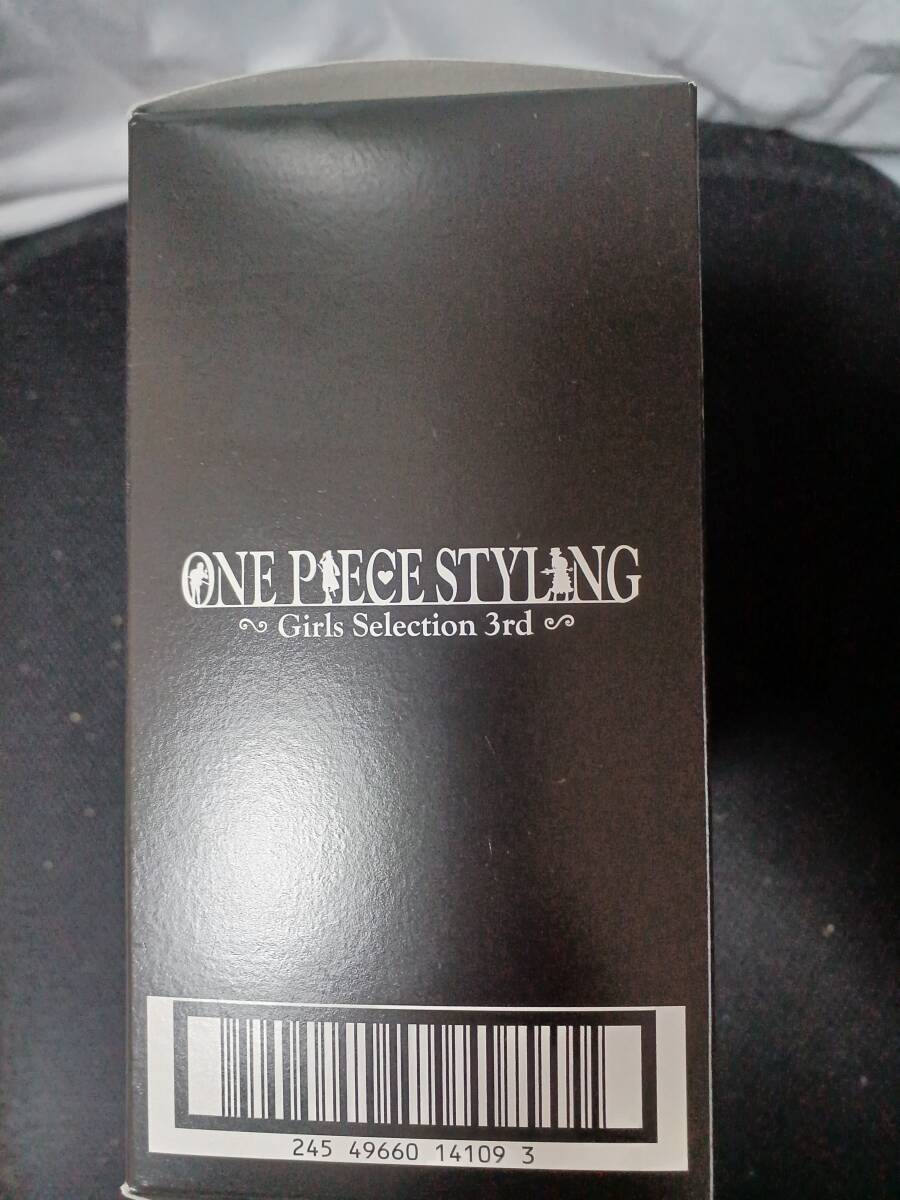 ONE PIECE STYLING
~ Girls Selection 3rd ~
245 49660 14109 3